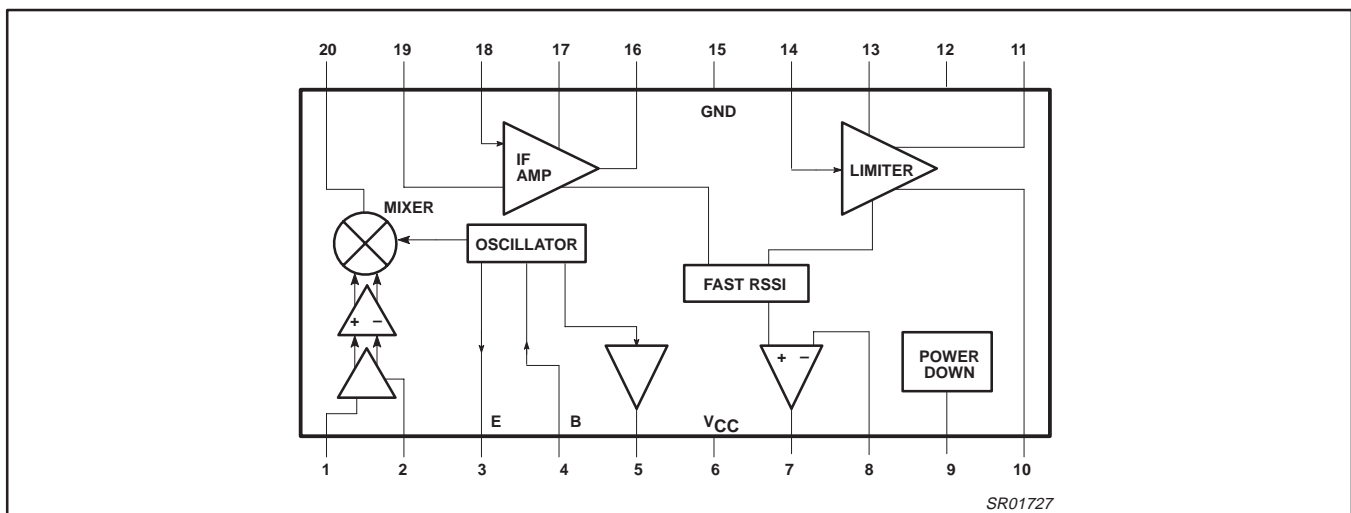 20 19 18 17 16 15 14 13 12 11
GND
IF
AMP
LIMITER
MIXER
OSCILLATOR
FAST RSSI
+ −
+ −
POWER
DOWN
E B VCC
1 2 3 4 5 6 7 8 9 10
SR01727